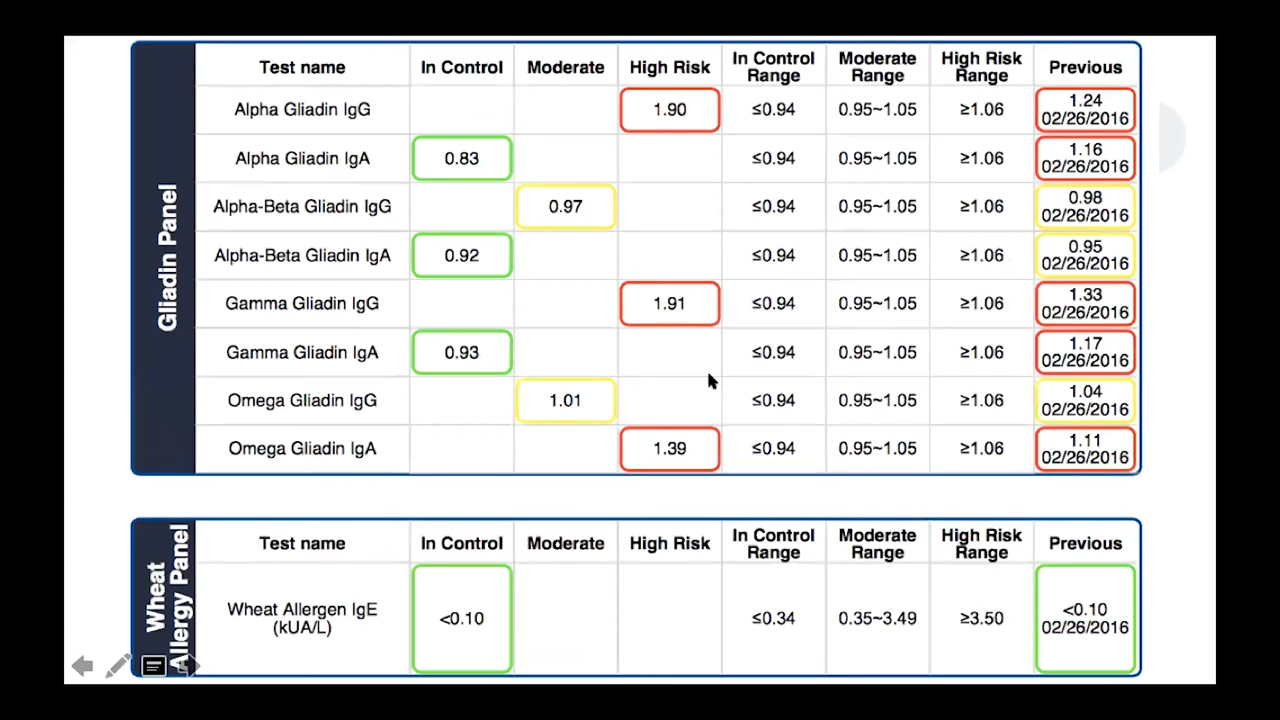 Gliadin Panel
Test name In Control Moderate High Risk In Control Range Moderate Range High Risk Range Previous
Alpha Gliadin IgG 1.90 ≤0.94 0.95~1.05 ≥1.06 1.24 02/26/2016
Alpha Gliadin IgA 0.83 ≤0.94 0.95~1.05 ≥1.06 1.16 02/26/2016
Alpha-Beta Gliadin IgG 0.97 ≤0.94 0.95~1.05 ≥1.06 0.98 02/26/2016
Alpha-Beta Gliadin IgA 0.92 ≤0.94 0.95~1.05 ≥1.06 0.95 02/26/2016
Gamma Gliadin IgG 1.91 ≤0.94 0.95~1.05 ≥1.06 1.33 02/26/2016
Gamma Gliadin IgA 0.93 ≤0.94 0.95~1.05 ≥1.06 1.17 02/26/2016
Omega Gliadin IgG 1.01 ≤0.94 0.95~1.05 ≥1.06 1.04 02/26/2016
Omega Gliadin IgA 1.39 ≤0.94 0.95~1.05 ≥1.06 1.11 02/26/2016
Wheat Allergy Panel
Test name In Control Moderate High Risk In Control Range Moderate Range High Risk Range Previous
Wheat Allergen IgE (kUA/L) <0.10 ≤0.34 0.35~3.49 ≥3.50 <0.10 02/26/2016